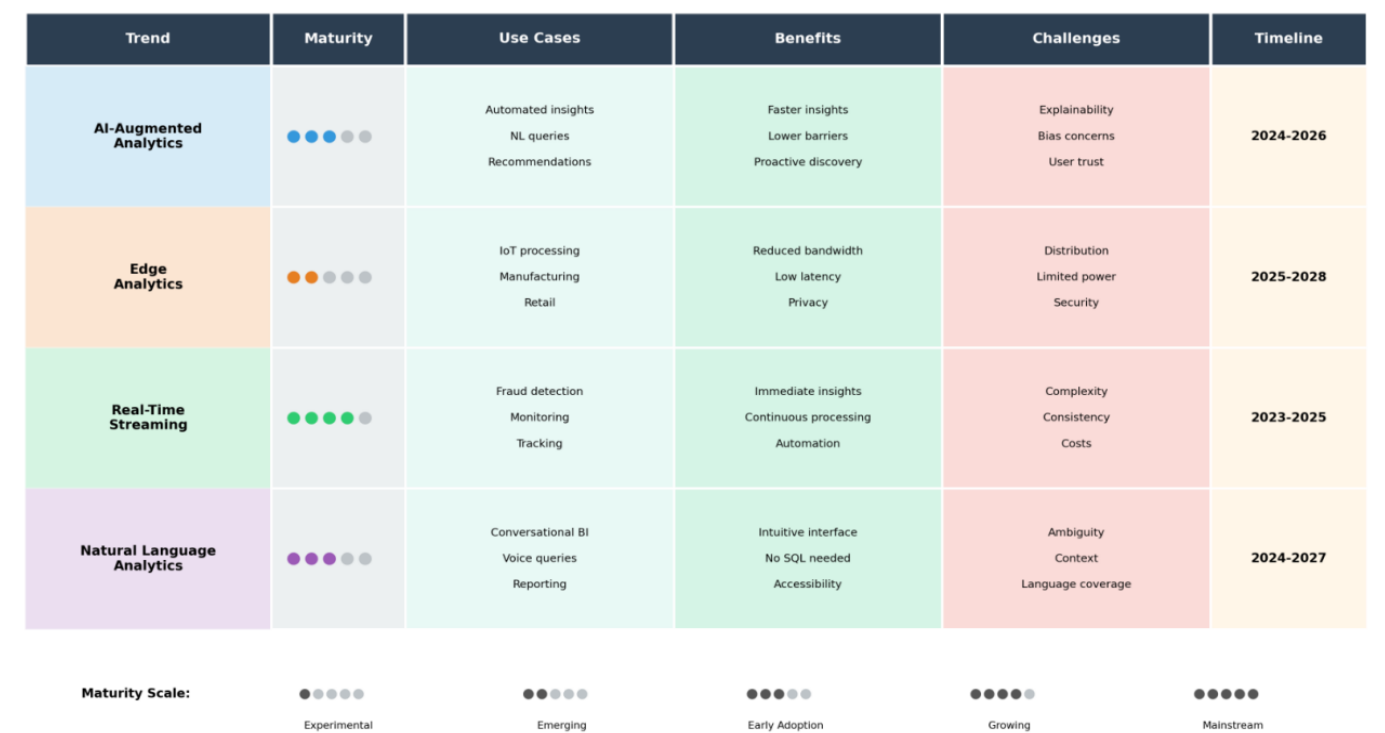 Trend
Maturity
Use Cases
Benefits
Challenges
Timeline
AI-Augmented
Analytics
Automated insights
NL queries
Recommendations
Faster insights
Lower barriers
Proactive discovery
Explainability
Bias concerns
User trust
2024-2026
Edge
Analytics
IoT processing
Manufacturing
Retail
Reduced bandwidth
Low latency
Privacy
Distribution
Limited power
Security
2025-2028
Real-Time
Streaming
Fraud detection
Monitoring
Tracking
Immediate insights
Continuous processing
Automation
Complexity
Consistency
Costs
2023-2025
Natural Language
Analytics
Conversational BI
Voice queries
Reporting
Intuitive interface
No SQL needed
Accessibility
Ambiguity
Context
Language coverage
2024-2027
Maturity Scale:
Experimental
Emerging
Early Adoption
Growing
Mainstream